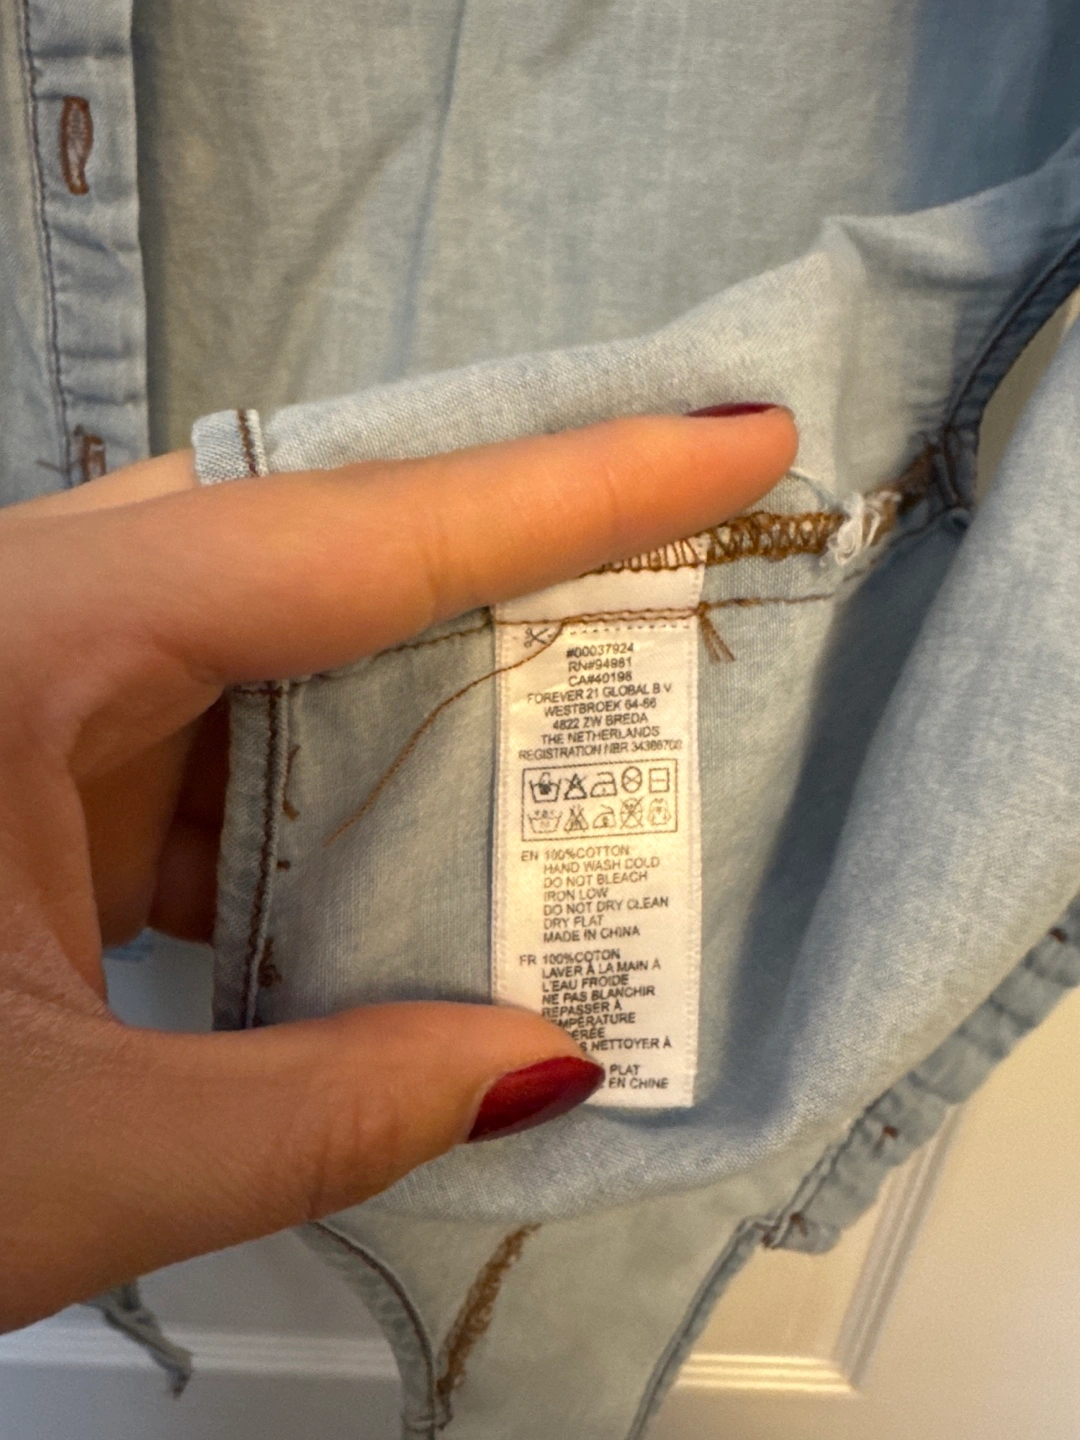 #00037924
RN#94981
CA#40198
FOREVER 21 GLOBAL B.V
WESTBROEK 64-66
4822 ZW BREDA
THE NETHERLANDS
REGISTRATION NBR
EN 100%COTTON
HAND WASH COLD
DO NOT BLEACH
IRON LOW
DO NOT DRY CLEAN
DRY FLAT
MADE IN CHINA
FR 100%COTON
LAVER À LA MAIN À
L'EAU FROIDE
NE PAS BLANCHIR
REPASSER À
NETTOYER À
PLAT
EN CHINE